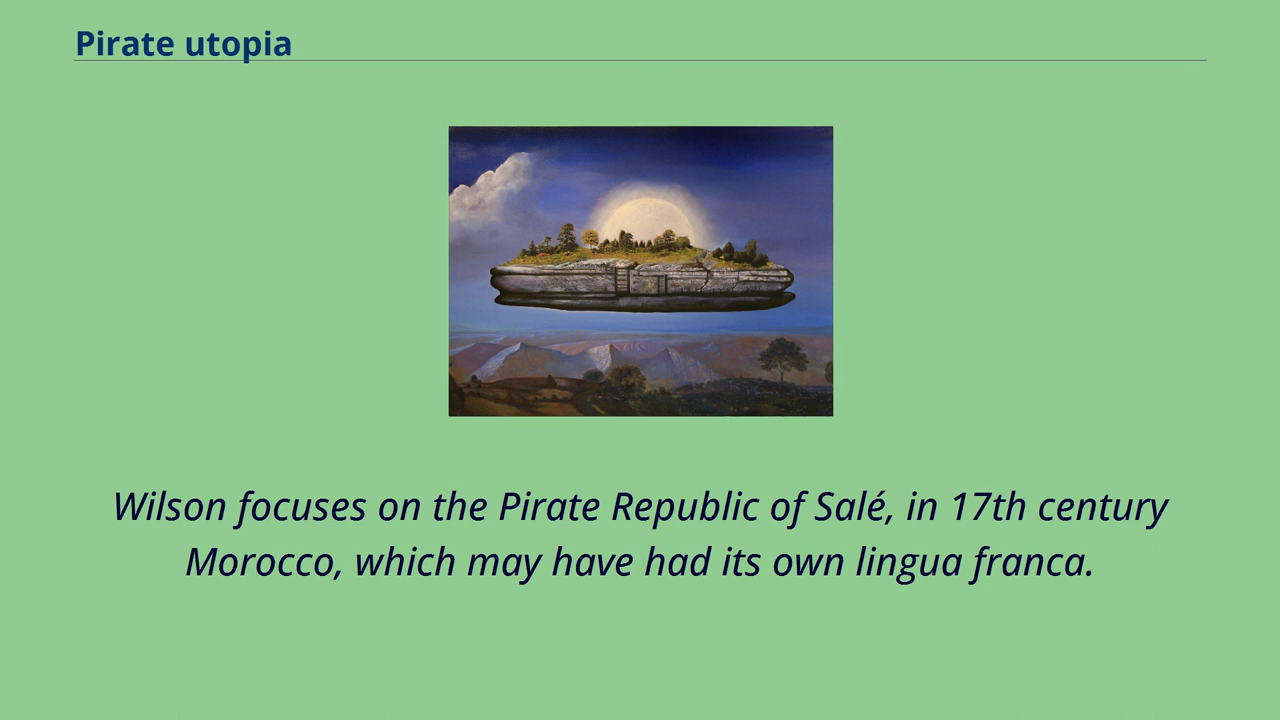 Pirate utopia
Wilson focuses on the Pirate Republic of Salé, in 17th century
Morocco, which may have had its own lingua franca.